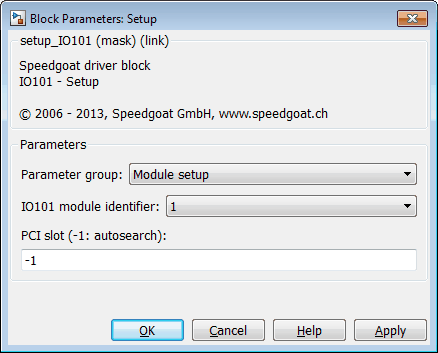 Block Parameters: Setup
setup_IO101 (mask) (link)
Speedgoat driver block
IO101 - Setup
© 2006 - 2013, Speedgoat GmbH, www.speedgoat.ch
Parameters
Parameter group: Module setup
IO101 module identifier: 1
PCI slot (-1: autosearch):
-1
OK Cancel Help Apply